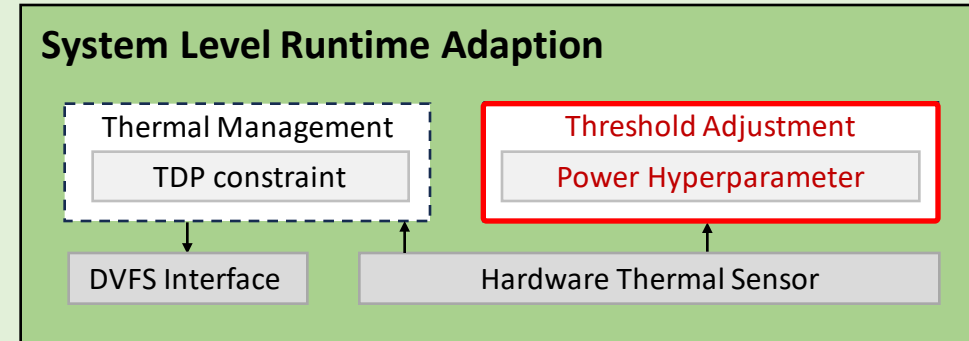 System Level Runtime Adaption
Thermal Management
TDP constraint
Threshold Adjustment
Power Hyperparameter
DVFS Interface
Hardware Thermal Sensor